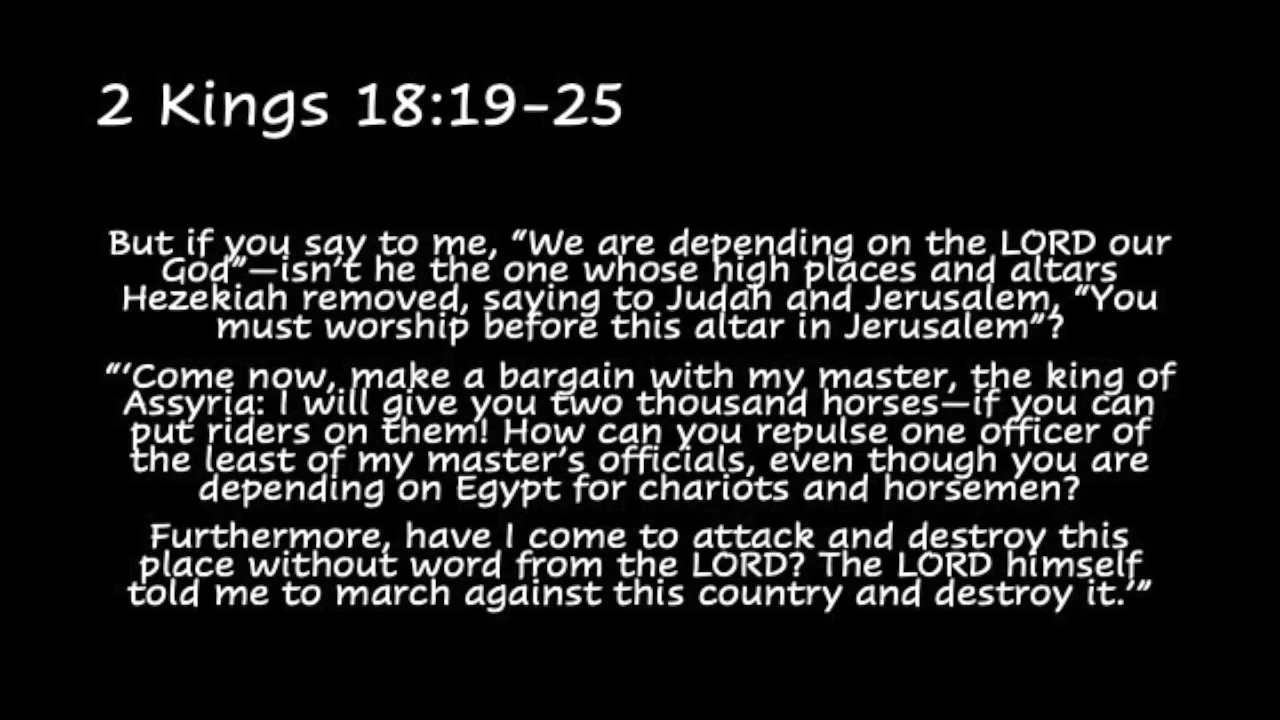 2 Kings 18:19-25
But if you say to me, “We are depending on the LORD our
God”—isn’t he the one whose high places and altars
Hezekiah removed, saying to Judah and Jerusalem, “You
must worship before this altar in Jerusalem”?
“‘Come now, make a bargain with my master, the king of
Assyria: I will give you two thousand horses—if you can
put riders on them! How can you repulse one officer of
the least of my master’s officials, even though you are
depending on Egypt for chariots and horsemen?
Furthermore, have I come to attack and destroy this
place without word from the LORD? The LORD himself
told me to march against this country and destroy it.’”